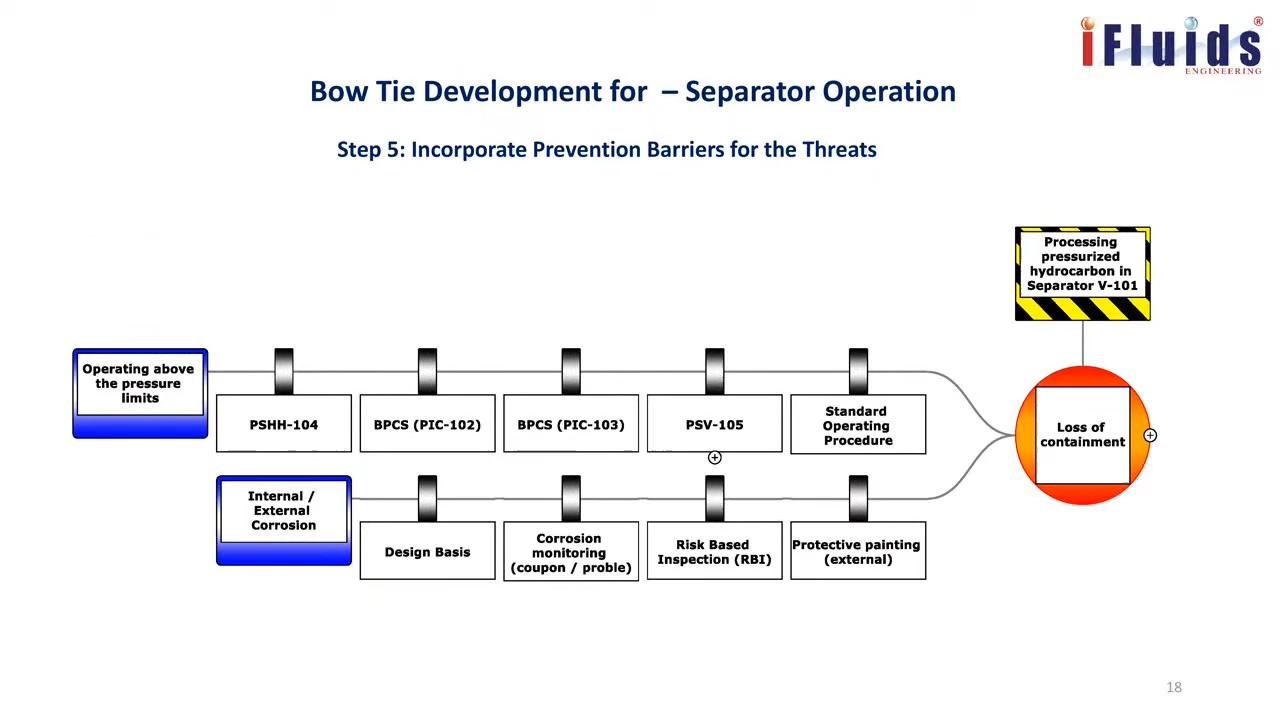 iFluids®
ENGINEERING
Bow Tie Development for – Separator Operation
Step 5: Incorporate Prevention Barriers for the Threats
Processing
pressurized
hydrocarbon in
Separator V-101
Operating above
the pressure
limits
PSHH-104
BPCS (PIC-102)
BPCS (PIC-103)
PSV-105
Standard
Operating
Procedure
Loss of
containment
Internal /
External
Corrosion
Design Basis
Corrosion
monitoring
(coupon / proble)
Risk Based
Inspection (RBI)
Protective painting
(external)
18